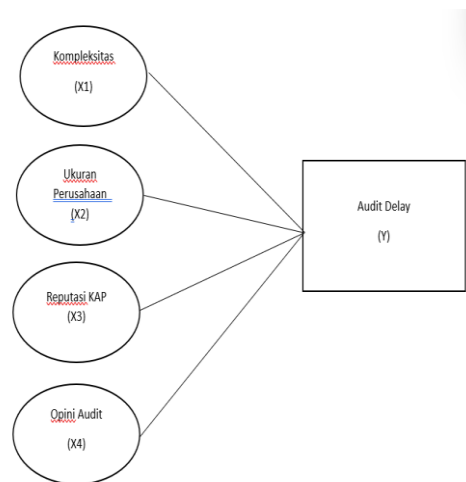 Kompleksitas
(X1)
Ukuran
Perusahaan
(X2)
Reputasi KAP
(X3)
Opini Audit
(X4)
Audit Delay
(Y)